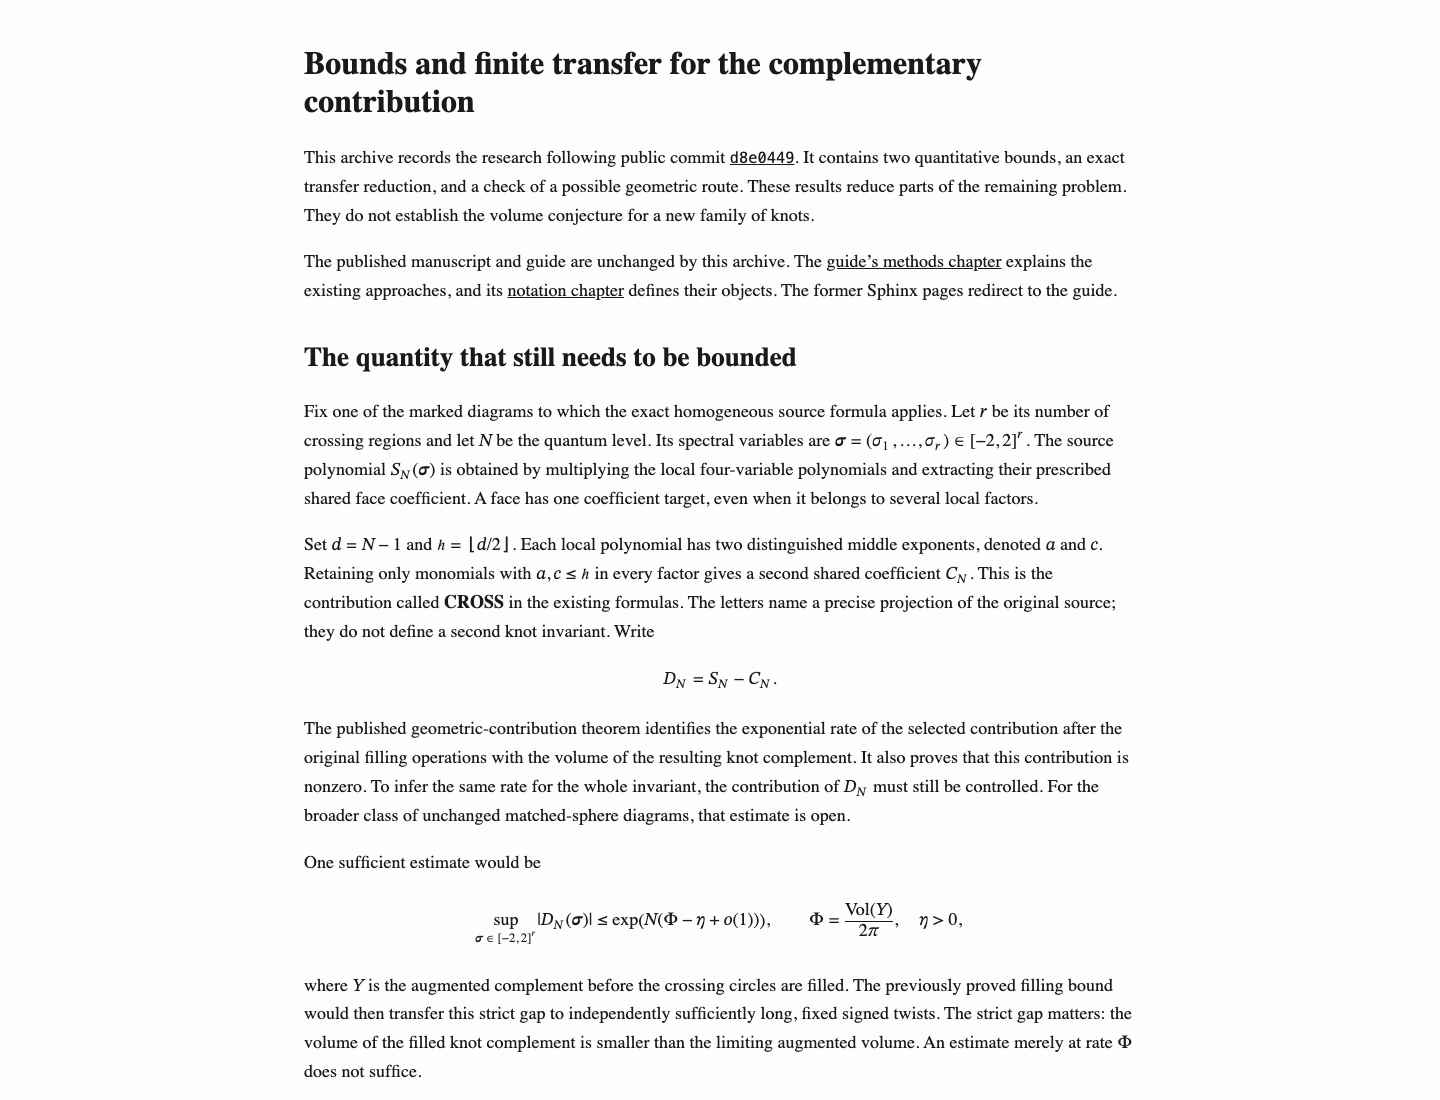 Bounds and finite transfer for the complementary
contribution
This archive records the research following public commit d8e0449. It contains two quantitative bounds, an exact
transfer reduction, and a check of a possible geometric route. These results reduce parts of the remaining problem.
They do not establish the volume conjecture for a new family of knots.
The published manuscript and guide are unchanged by this archive. The guide’s methods chapter explains the
existing approaches, and its notation chapter defines their objects. The former Sphinx pages redirect to the guide.
The quantity that still needs to be bounded
Fix one of the marked diagrams to which the exact homogeneous source formula applies. Let r be its number of
crossing regions and let N be the quantum level. Its spectral variables are σ = (σ₁ ,…,σᵣ ) ∈ [−2,2]ʳ . The source
polynomial S_N(σ) is obtained by multiplying the local four-variable polynomials and extracting their prescribed
shared face coefficient. A face has one coefficient target, even when it belongs to several local factors.
Set d = N − 1 and h = ⌊d/2⌋ . Each local polynomial has two distinguished middle exponents, denoted a and c.
Retaining only monomials with a,c ≤ h in every factor gives a second shared coefficient C_N . This is the
contribution called CROSS in the existing formulas. The letters name a precise projection of the original source;
they do not define a second knot invariant. Write
D_N = S_N − C_N .
The published geometric-contribution theorem identifies the exponential rate of the selected contribution after the
original filling operations with the volume of the resulting knot complement. It also proves that this contribution is
nonzero. To infer the same rate for the whole invariant, the contribution of D_N must still be controlled. For the
broader class of unchanged matched-sphere diagrams, that estimate is open.
One sufficient estimate would be
sup_{σ ∈ [−2,2]ʳ} |D_N(σ)| ≤ exp(N(Φ − η + o(1))), Φ = Vol(Y)/2π, η > 0,
where Y is the augmented complement before the crossing circles are filled. The previously proved filling bound
would then transfer this strict gap to independently sufficiently long, fixed signed twists. The strict gap matters: the
volume of the filled knot complement is smaller than the limiting augmented volume. An estimate merely at rate Φ
does not suffice.